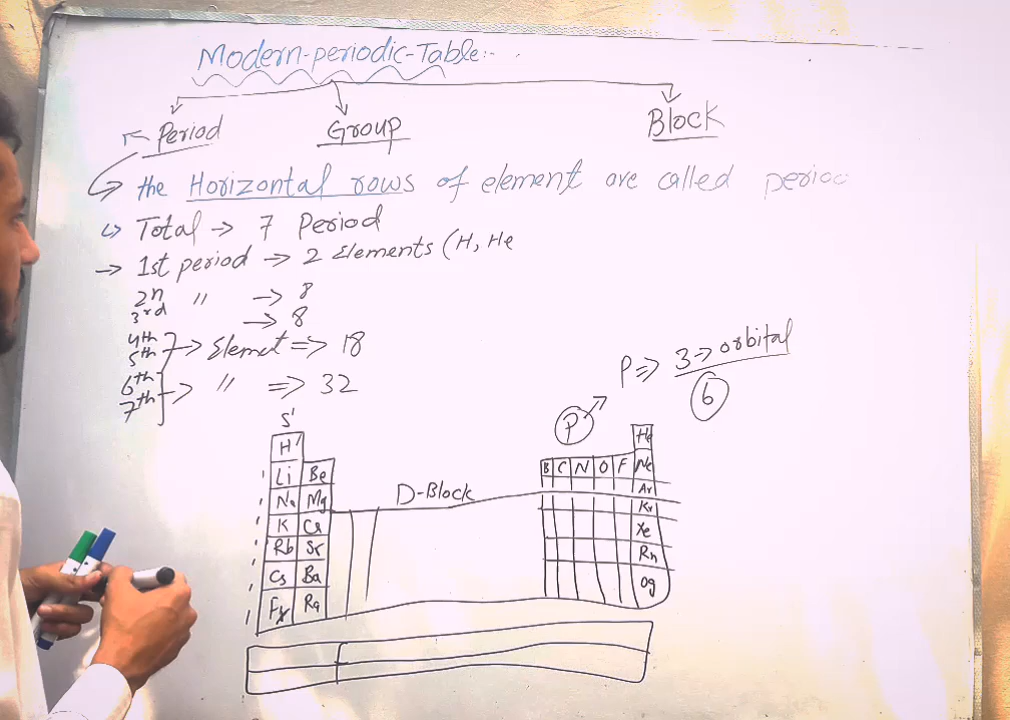 Modern-periodic-Table:-
Period Group Block
the Horizontal rows of element are called perioc
Total → 7 Period
→ 1st period → 2 Elements (H, He
2n " → 8
3rd → 8
4th
5th → Elemet => 18
6th
7th → " => 32
P => 3 → orbital
6
S'
P
H He
Li Be B C N O F Ne
Na Mg Ar
D-Block
K Ca Kr
Rb Sr Xe
Cs Ba Rn
Fr Ra Og